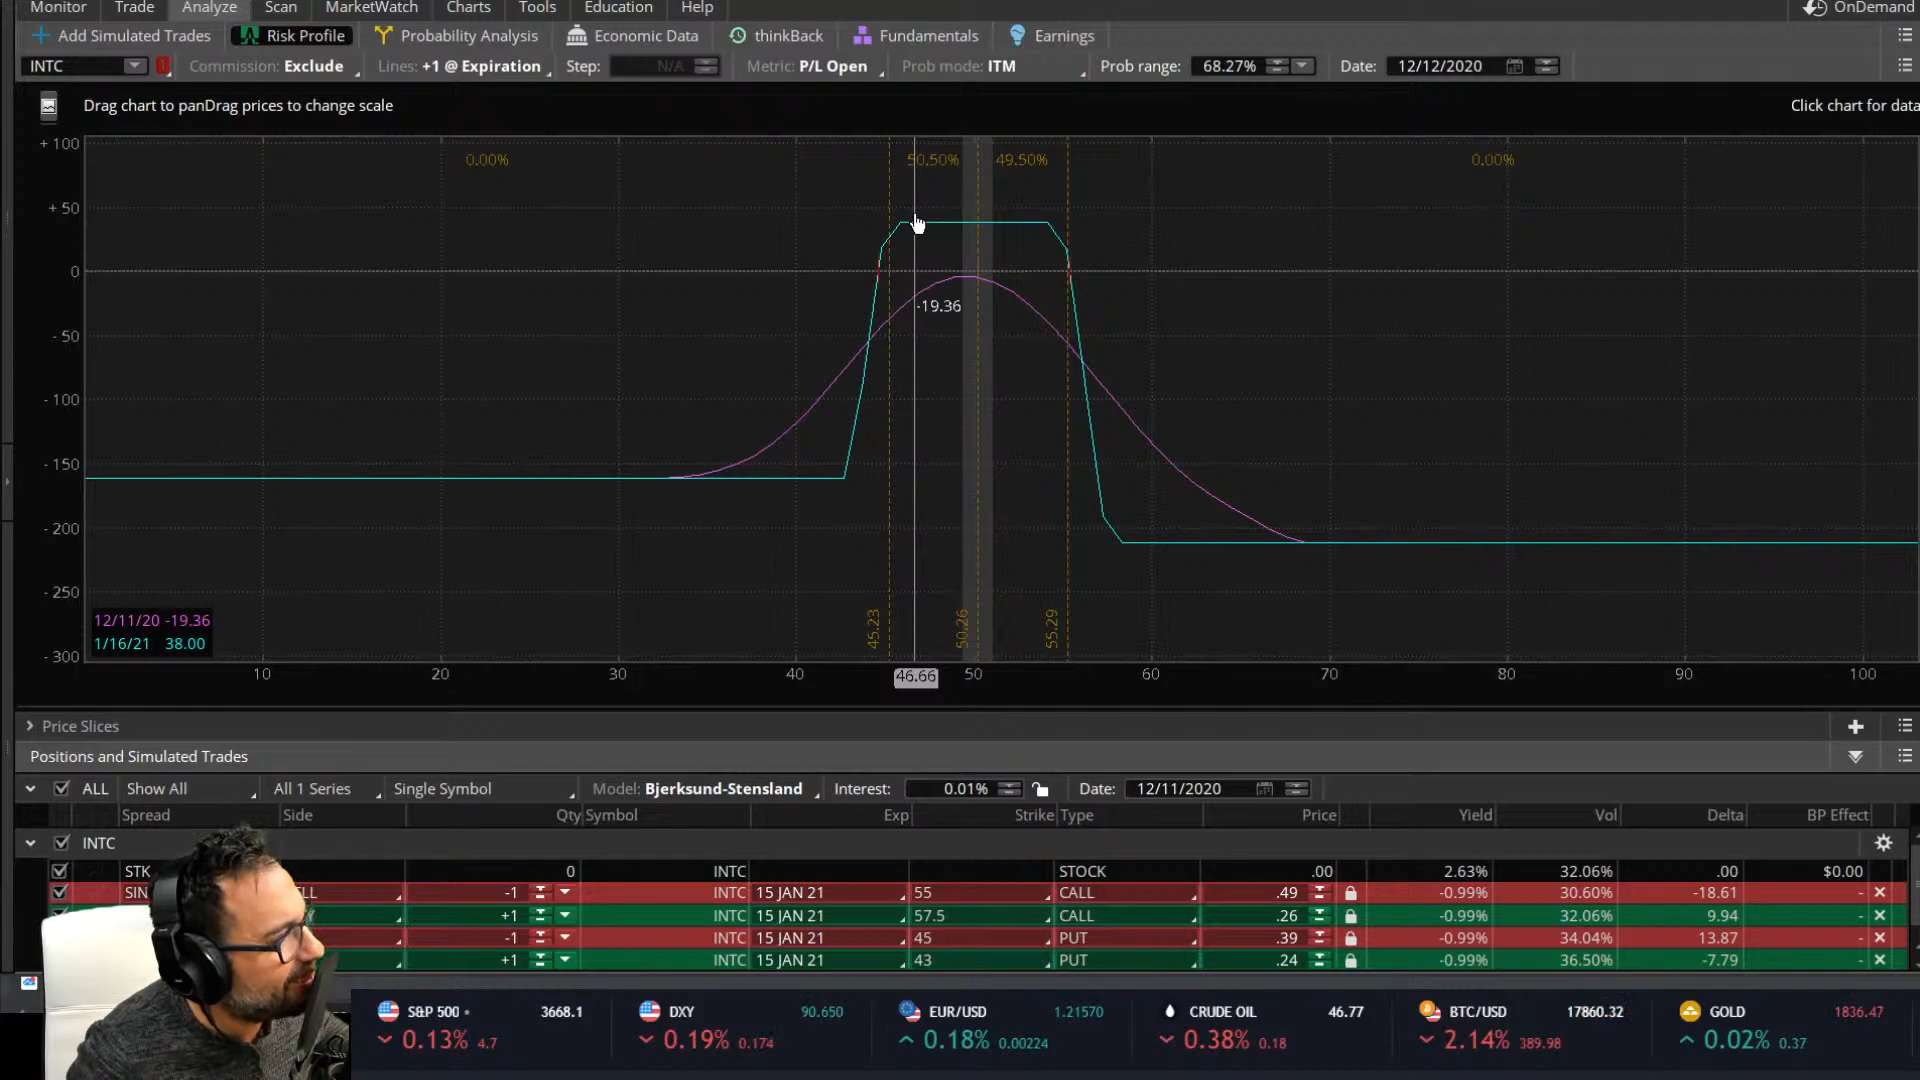 Monitor Trade Analyze Scan MarketWatch Charts Tools Education Help OnDemand
Add Simulated Trades Risk Profile Probability Analysis Economic Data thinkBack Fundamentals Earnings
INTC Commission: Exclude Lines: +1 @ Expiration Step: N/A Metric: P/L Open Prob mode: ITM Prob range: 68.27% Date: 12/12/2020
Drag chart to panDrag prices to change scale Click chart for data
+ 100
0.00% 50.50% 49.50% 0.00%
+ 50
0
-19.36
- 50
- 100
- 150
- 200
- 250
45.23 50.26 55.29
12/11/20 -19.36
1/16/21 38.00
- 300
10 20 30 40 46.66 50 60 70 80 90 100
Price Slices
Positions and Simulated Trades
ALL Show All All 1 Series Single Symbol Model: Bjerksund-Stensland Interest: 0.01% Date: 12/11/2020
Spread Side Qty Symbol Exp Strike Type Price Yield Vol Delta BP Effect
INTC
STK 0 INTC STOCK .00 2.63% 32.06% .00 $0.00
-1 INTC 15 JAN 21 55 CALL .49 -0.99% 30.60% -18.61 -
+1 INTC 15 JAN 21 57.5 CALL .26 -0.99% 32.06% 9.94 -
-1 INTC 15 JAN 21 45 PUT .39 -0.99% 34.04% 13.87 -
+1 INTC 15 JAN 21 43 PUT .24 -0.99% 36.50% -7.79 -
S&P 500 3668.1 DXY 90.650 EUR/USD 1.21570 CRUDE OIL 46.77 BTC/USD 17860.32 GOLD 1836.47
0.13% 4.7 0.19% 0.174 0.18% 0.00224 0.38% 0.18 2.14% 389.98 0.02% 0.37